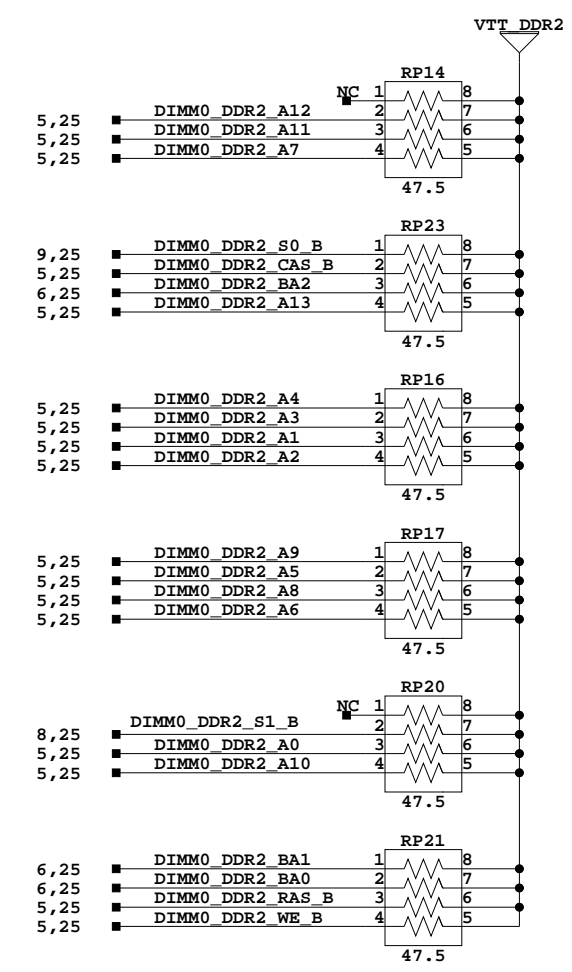 VTT_DDR2
RP14
NC 1 8
5,25 DIMM0_DDR2_A12 2 7
5,25 DIMM0_DDR2_A11 3 6
5,25 DIMM0_DDR2_A7 4 5
47.5
RP23
9,25 DIMM0_DDR2_S0_B 1 8
5,25 DIMM0_DDR2_CAS_B 2 7
6,25 DIMM0_DDR2_BA2 3 6
5,25 DIMM0_DDR2_A13 4 5
47.5
RP16
5,25 DIMM0_DDR2_A4 1 8
5,25 DIMM0_DDR2_A3 2 7
5,25 DIMM0_DDR2_A1 3 6
5,25 DIMM0_DDR2_A2 4 5
47.5
RP17
5,25 DIMM0_DDR2_A9 1 8
5,25 DIMM0_DDR2_A5 2 7
5,25 DIMM0_DDR2_A8 3 6
5,25 DIMM0_DDR2_A6 4 5
47.5
RP20
NC 1 8
8,25 DIMM0_DDR2_S1_B 2 7
5,25 DIMM0_DDR2_A0 3 6
5,25 DIMM0_DDR2_A10 4 5
47.5
RP21
6,25 DIMM0_DDR2_BA1 1 8
6,25 DIMM0_DDR2_BA0 2 7
5,25 DIMM0_DDR2_RAS_B 3 6
5,25 DIMM0_DDR2_WE_B 4 5
47.5